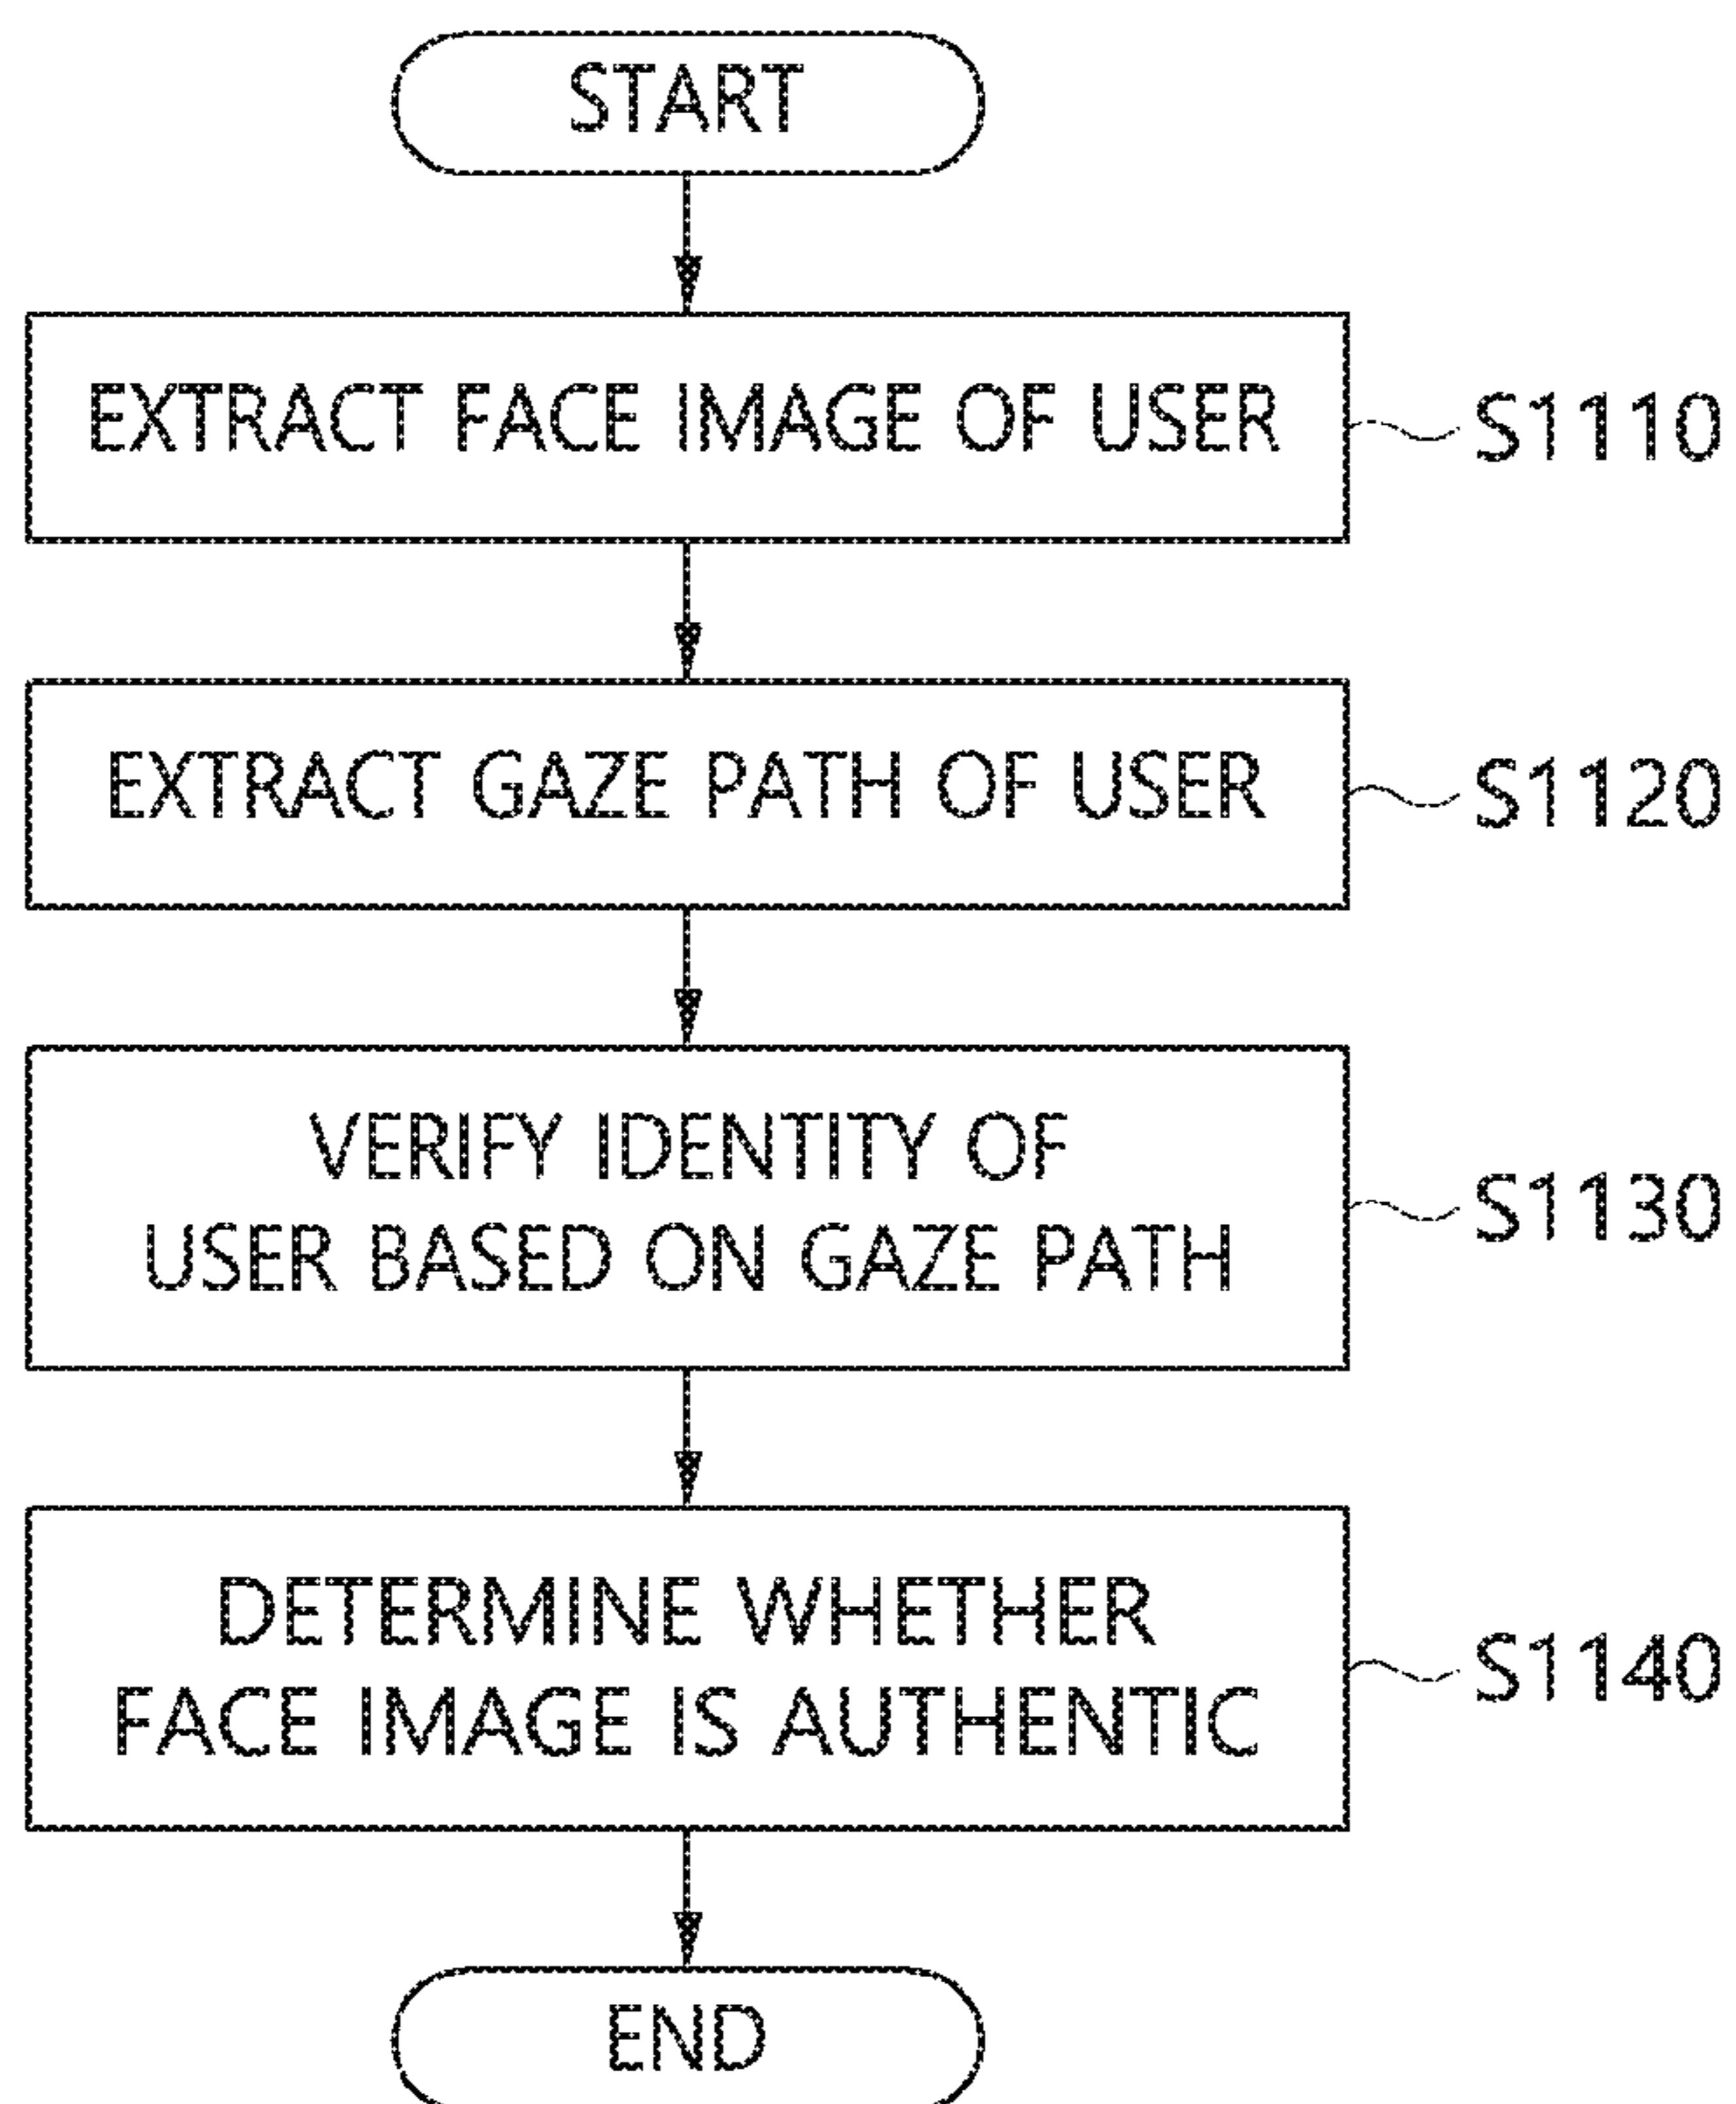 START
EXTRACT FACE IMAGE OF USER
S1110
EXTRACT GAZE PATH OF USER
S1120
VERIFY IDENTITY OF
USER BASED ON GAZE PATH
S1130
DETERMINE WHETHER
FACE IMAGE IS AUTHENTIC
S1140
END